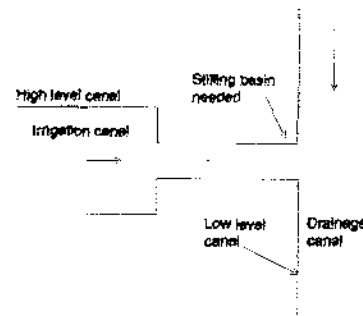 High level canal
Irrigation canal
Stilling basin
needed
Low level
canal
Drainage
canal